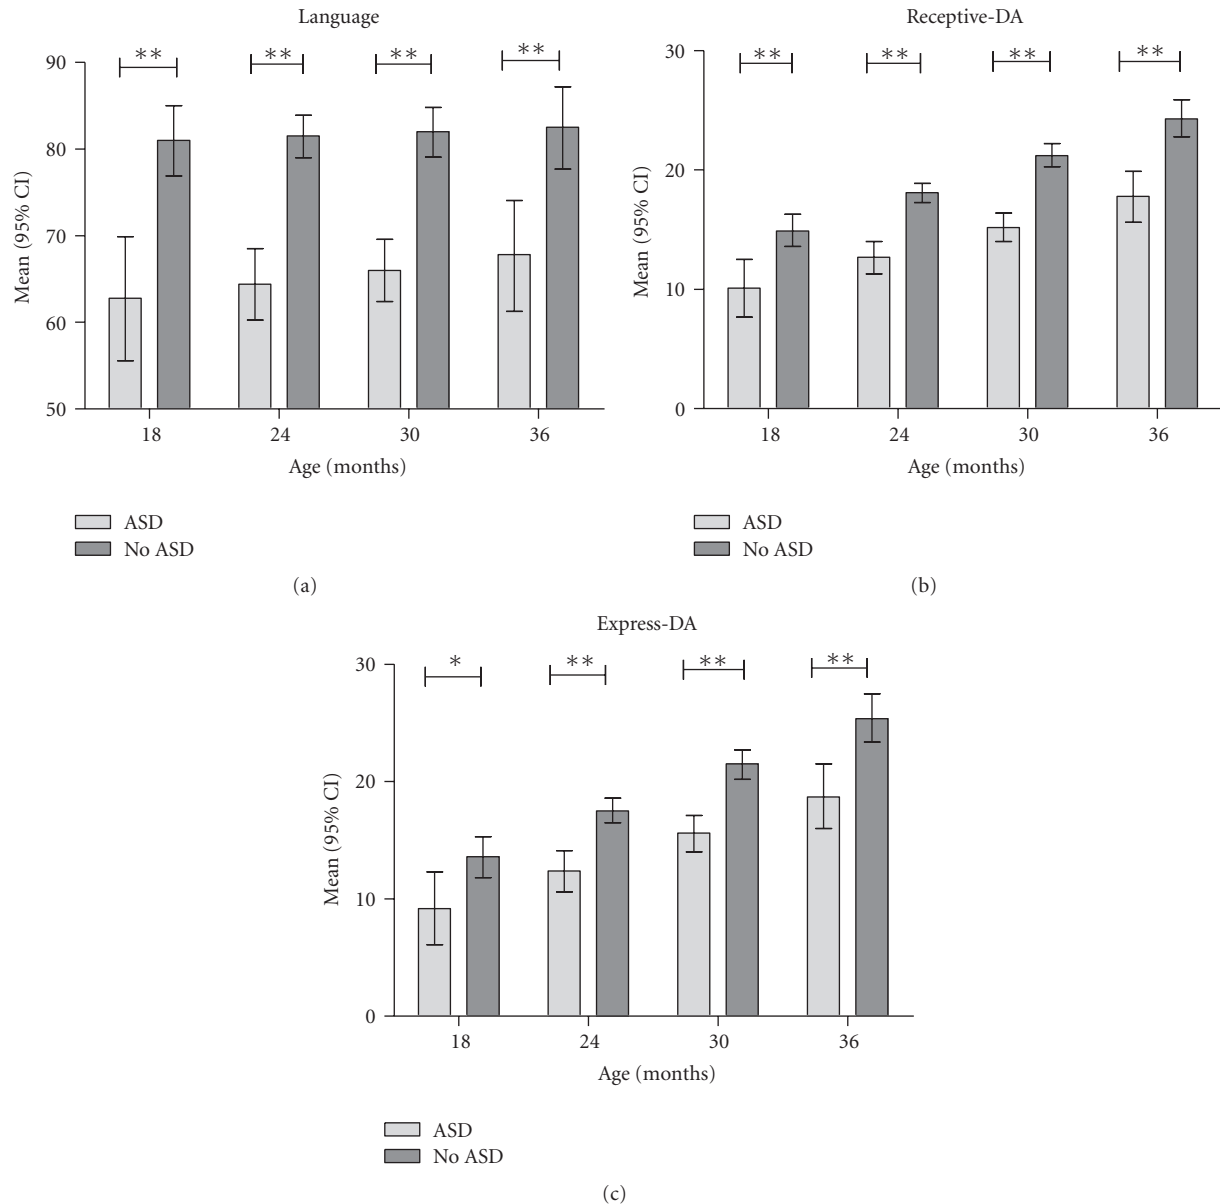 Language
** ** ** **
90
80
70
60
50
Mean (95% CI)
18 24 30 36
Age (months)
ASD
No ASD
(a)
Receptive-DA
** ** ** **
30
20
10
0
Mean (95% CI)
18 24 30 36
Age (months)
ASD
No ASD
(b)
Express-DA
* ** ** **
30
20
10
0
Mean (95% CI)
18 24 30 36
Age (months)
ASD
No ASD
(c)